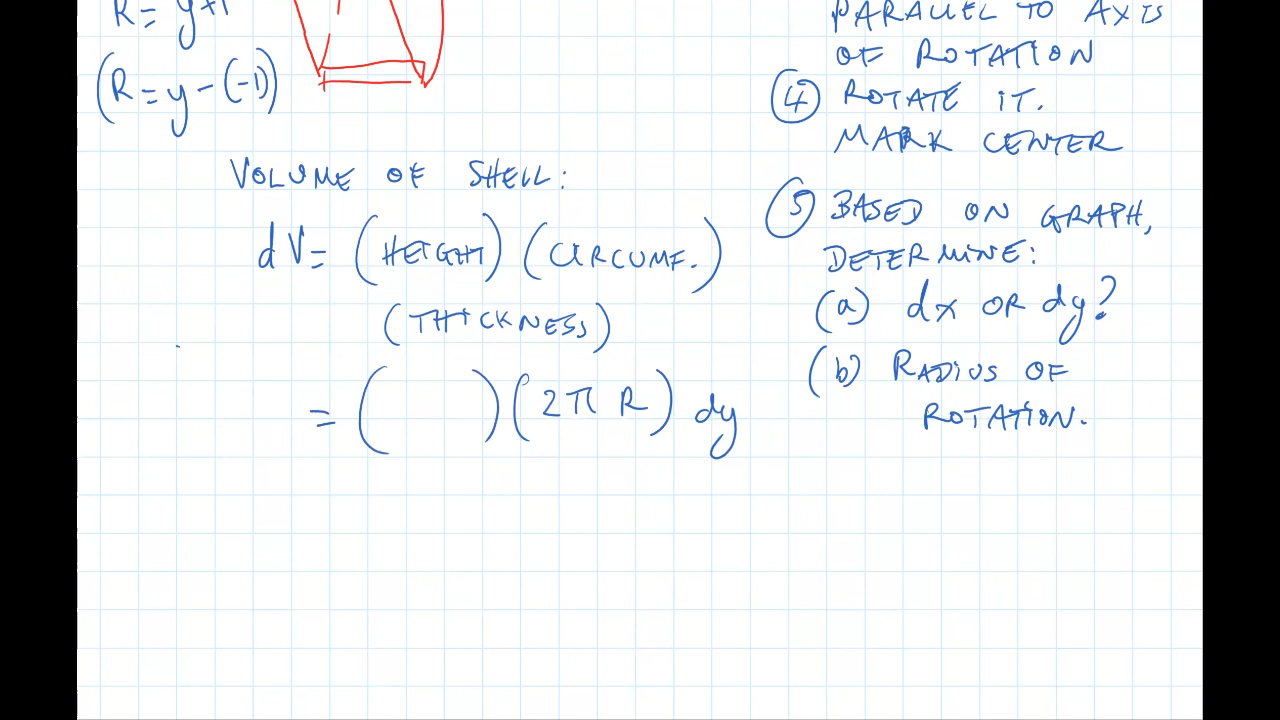 R = y+1
(R = y - (-1))
VOLUME OF SHELL:
dV = (HEIGHT) (CIRCUMF.)
(THICKNESS)
= ( ) (2π R) dy
PARALLEL TO AXIS
OF ROTATION
④ ROTATE IT.
MARK CENTER
⑤ BASED ON GRAPH,
DETERMINE:
(a) dx OR dy?
(b) RADIUS OF
ROTATION.